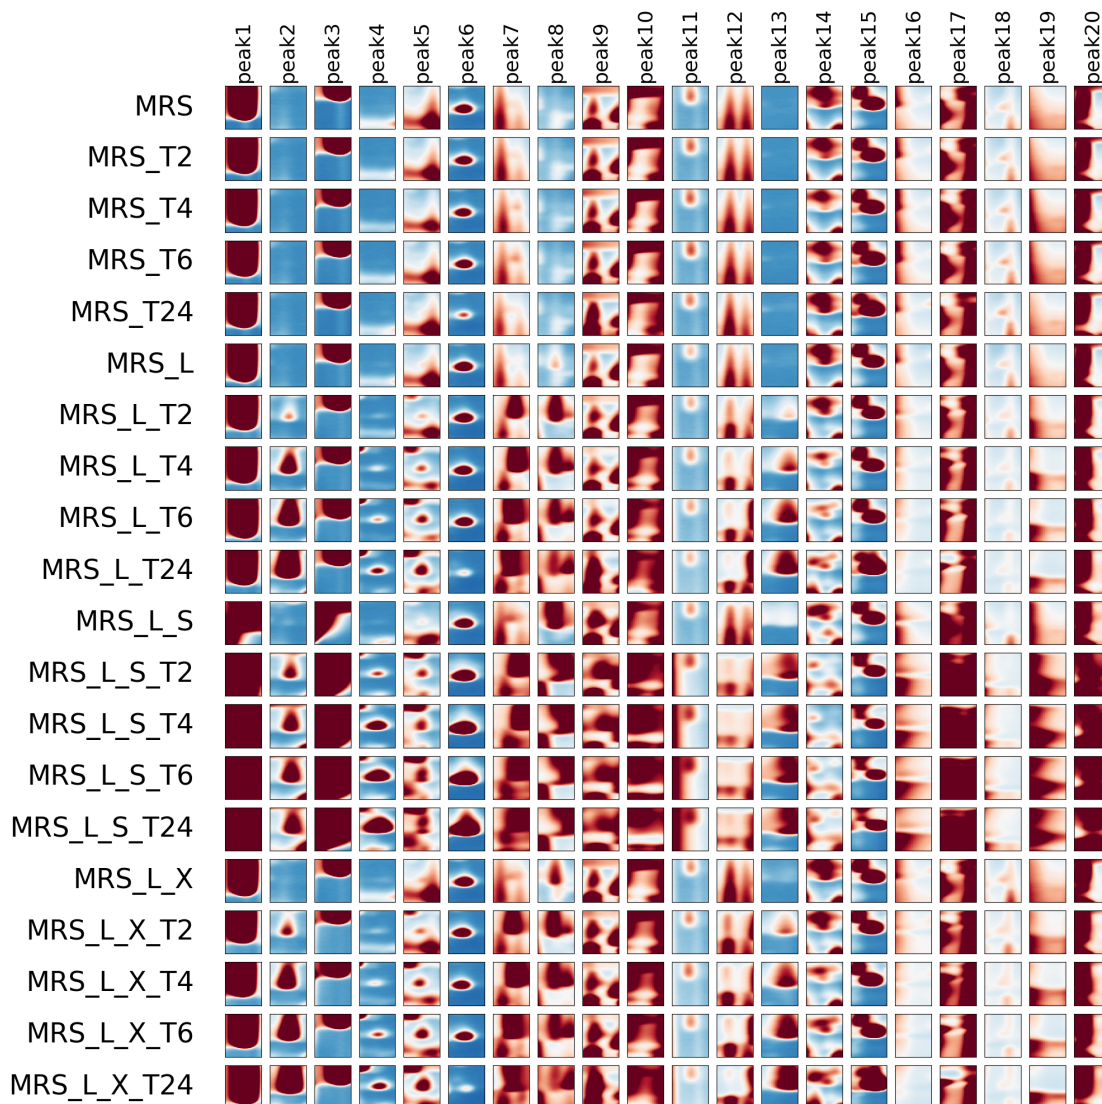 peak1 peak2 peak3 peak4 peak5 peak6 peak7 peak8 peak9 peak10 peak11 peak12 peak13 peak14 peak15 peak16 peak17 peak18 peak19 peak20
MRS
MRS_T2
MRS_T4
MRS_T6
MRS_T24
MRS_L
MRS_L_T2
MRS_L_T4
MRS_L_T6
MRS_L_T24
MRS_L_S
MRS_L_S_T2
MRS_L_S_T4
MRS_L_S_T6
MRS_L_S_T24
MRS_L_X
MRS_L_X_T2
MRS_L_X_T4
MRS_L_X_T6
MRS_L_X_T24